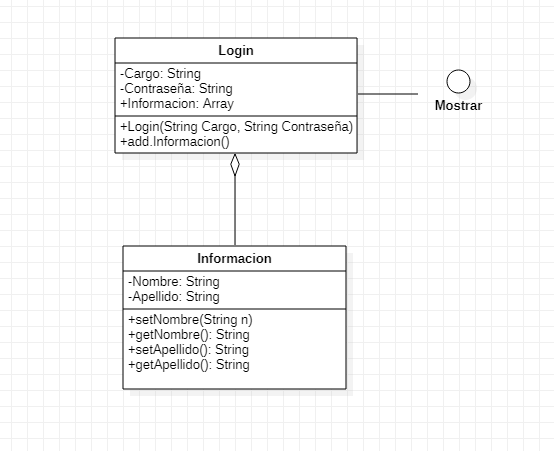 Login
-Cargo: String
-Contraseña: String
+Informacion: Array
+Login(String Cargo, String Contraseña)
+add.Informacion()
Mostrar
Informacion
-Nombre: String
-Apellido: String
+setNombre(String n)
+getNombre(): String
+setApellido(): String
+getApellido(): String